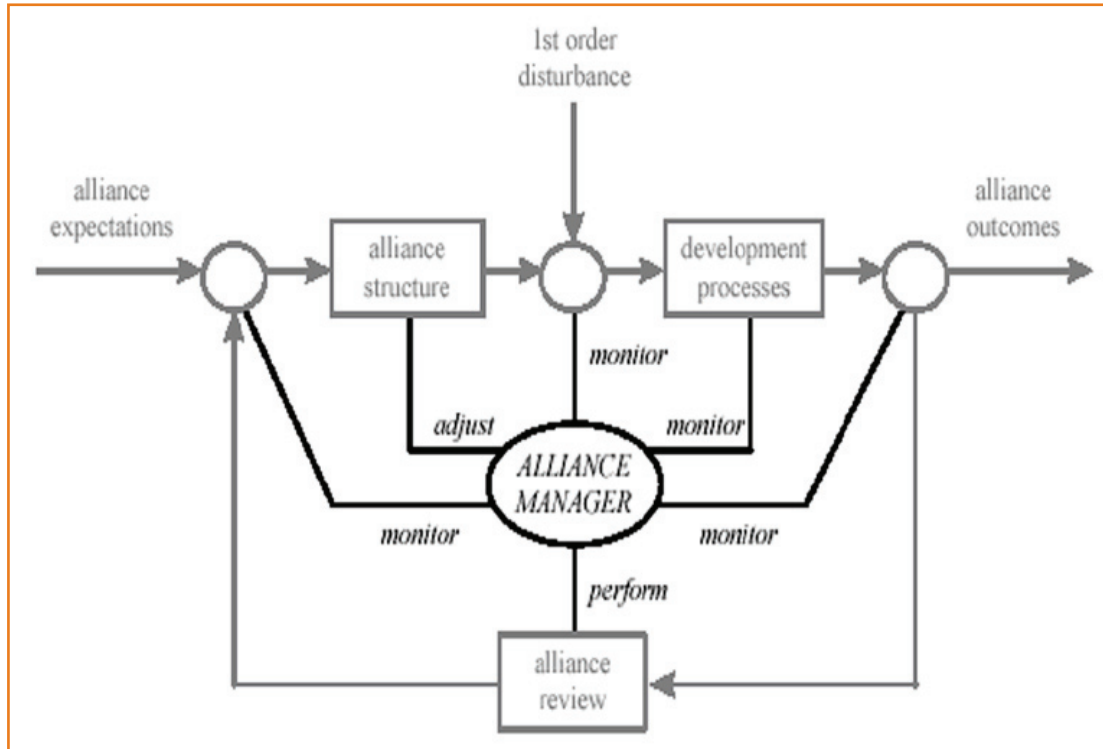 1st order
disturbance
alliance
expectations
alliance
outcomes
alliance
structure
development
processes
monitor
adjust
monitor
ALLIANCE
MANAGER
monitor
monitor
perform
alliance
review